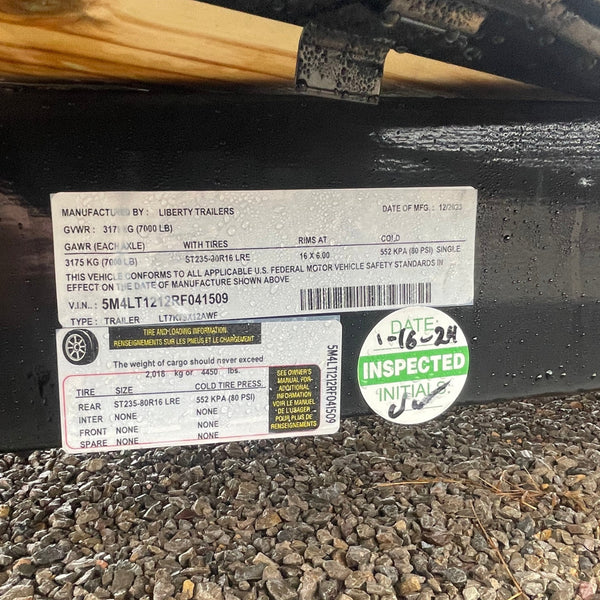 MANUFACTURED BY : LIBERTY TRAILERS DATE OF MFG. : 12/2023
GVWR : 3175 KG (7000 LB)
GAWR (EACH AXLE) WITH TIRES RIMS AT COLD
3175 KG (7000 LB) ST235-80R16 LRE 16 X 6.00 552 KPA (80 PSI) SINGLE
THIS VEHICLE CONFORMS TO ALL APPLICABLE U.S. FEDERAL MOTOR VEHICLE SAFETY STANDARDS IN
EFFECT ON THE DATE OF MANUFACTURE SHOWN ABOVE
V.I.N.: 5M4LT1212RF041509
TYPE : TRAILER
TIRE AND LOADING INFORMATION
RENSEIGNEMENTS SUR LES PNEUS ET LE CHARGEMENT
The weight of cargo should never exceed
2,018 kg or 4450 lbs.
TIRE SIZE COLD TIRE PRESS.
REAR ST235-80R16 LRE 552 KPA (80 PSI)
INTER NONE NONE
FRONT NONE NONE
SPARE NONE NONE
SEE OWNER'S
MANUAL FOR
ADDITIONAL
INFORMATION
VOIR LE MANUEL
DE L'USAGER
POUR PLUS DE
RENSEIGNEMENTS
5M4LT1212RF041509
DATE
1-16-24
INSPECTED
INITIALS